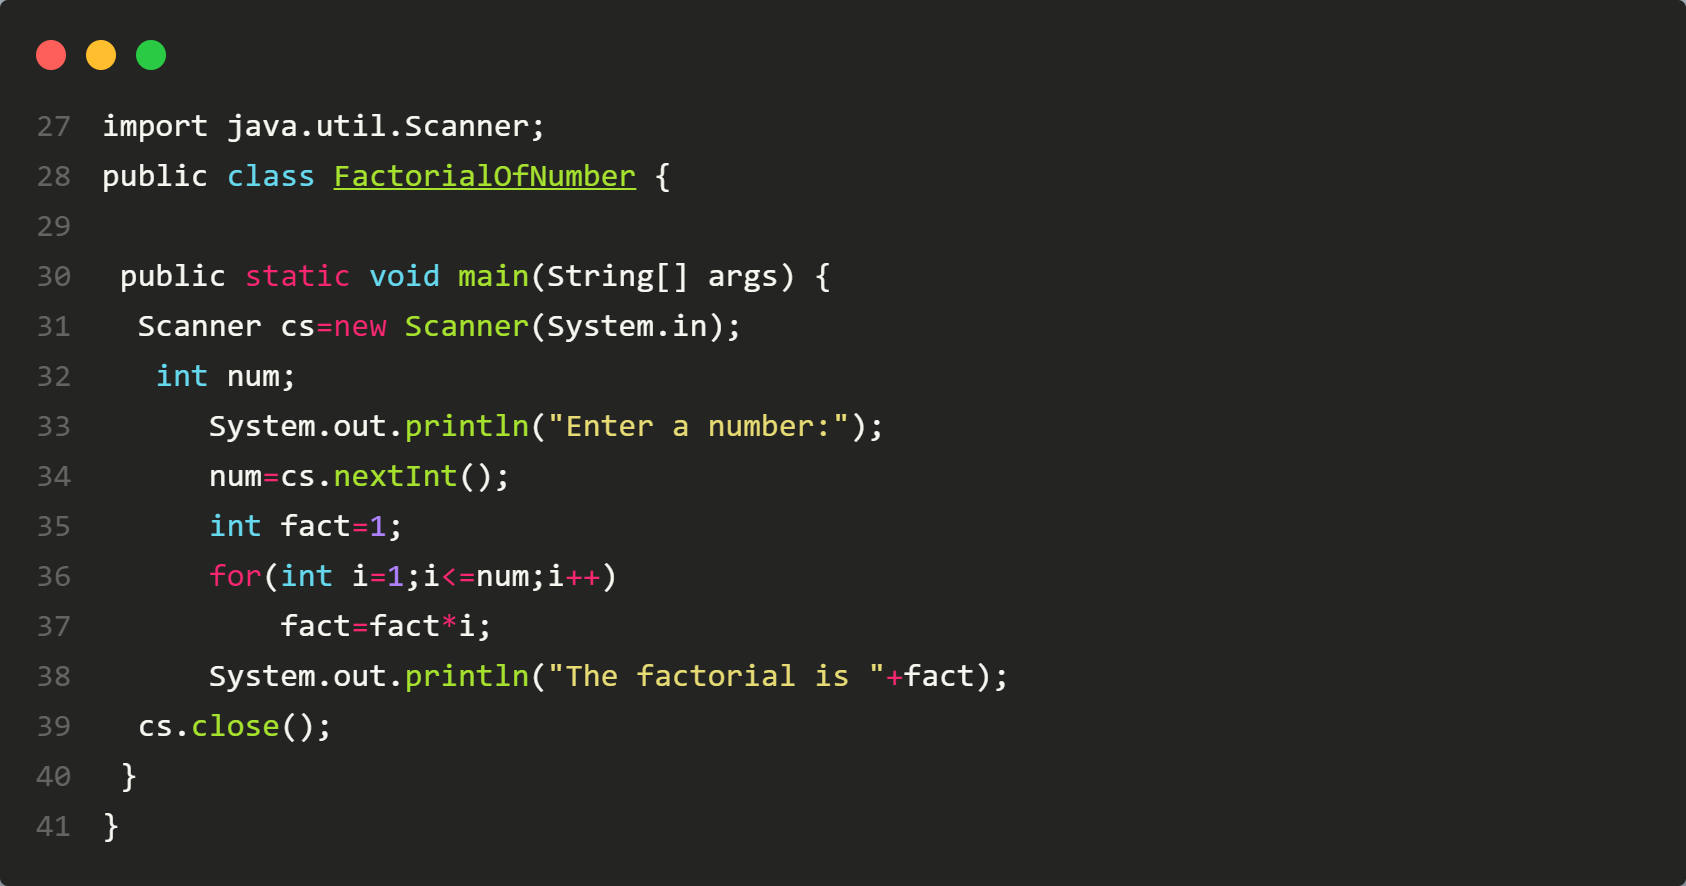 27 import java.util.Scanner;
28 public class FactorialOfNumber {
29
30  public static void main(String[] args) {
31   Scanner cs=new Scanner(System.in);
32    int num;
33       System.out.println("Enter a number:");
34       num=cs.nextInt();
35       int fact=1;
36       for(int i=1;i<=num;i++)
37           fact=fact*i;
38       System.out.println("The factorial is "+fact);
39   cs.close();
40  }
41 }